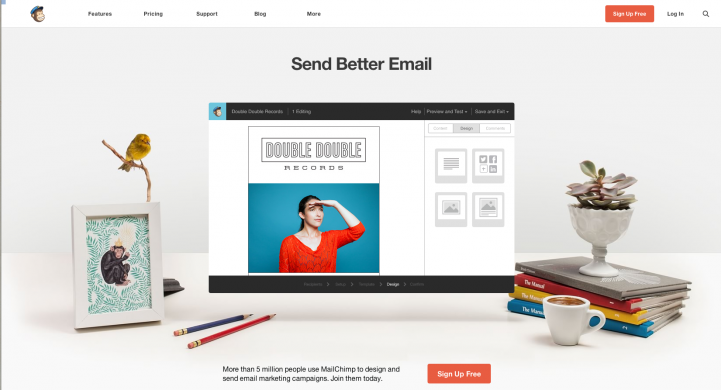 Features
Pricing
Support
Blog
More
Sign Up Free
Log In
Send Better Email
Double Double Records
1 Editing
Help
Preview and Test
Save and Exit
Content
Design
Comments
DOUBLE DOUBLE
RECORDS
Recipients
Setup
Template
Design
Confirm
The Manual
The Manual
More than 5 million people use MailChimp to design and
send email marketing campaigns. Join them today.
Sign Up Free